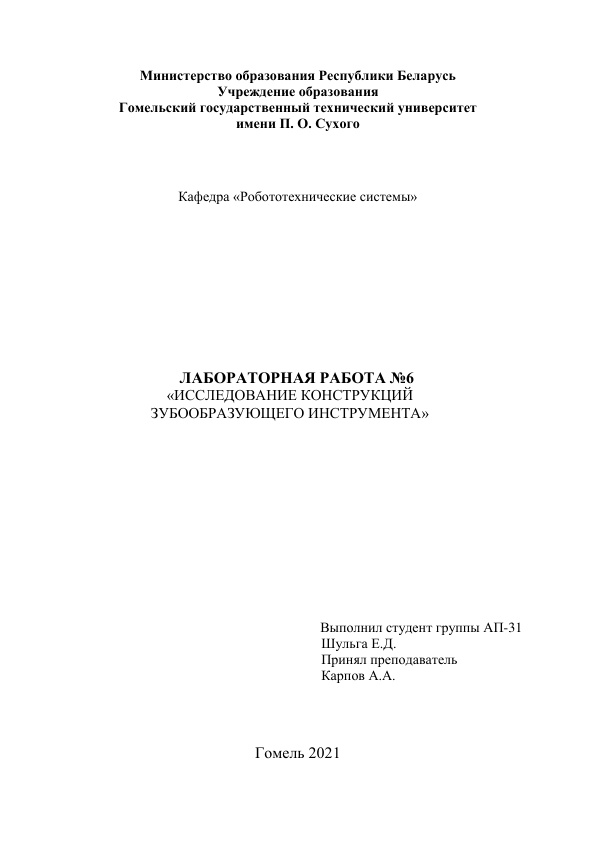 Министерство образования Республики Беларусь
Учреждение образования
Гомельский государственный технический университет
имени П. О. Сухого
Кафедра «Робототехнические системы»
ЛАБОРАТОРНАЯ РАБОТА №6
«ИССЛЕДОВАНИЕ КОНСТРУКЦИЙ
ЗУБООБРАЗУЮЩЕГО ИНСТРУМЕНТА»
Выполнил студент группы АП-31
Шульга Е.Д.
Принял преподаватель
Карпов А.А.
Гомель 2021